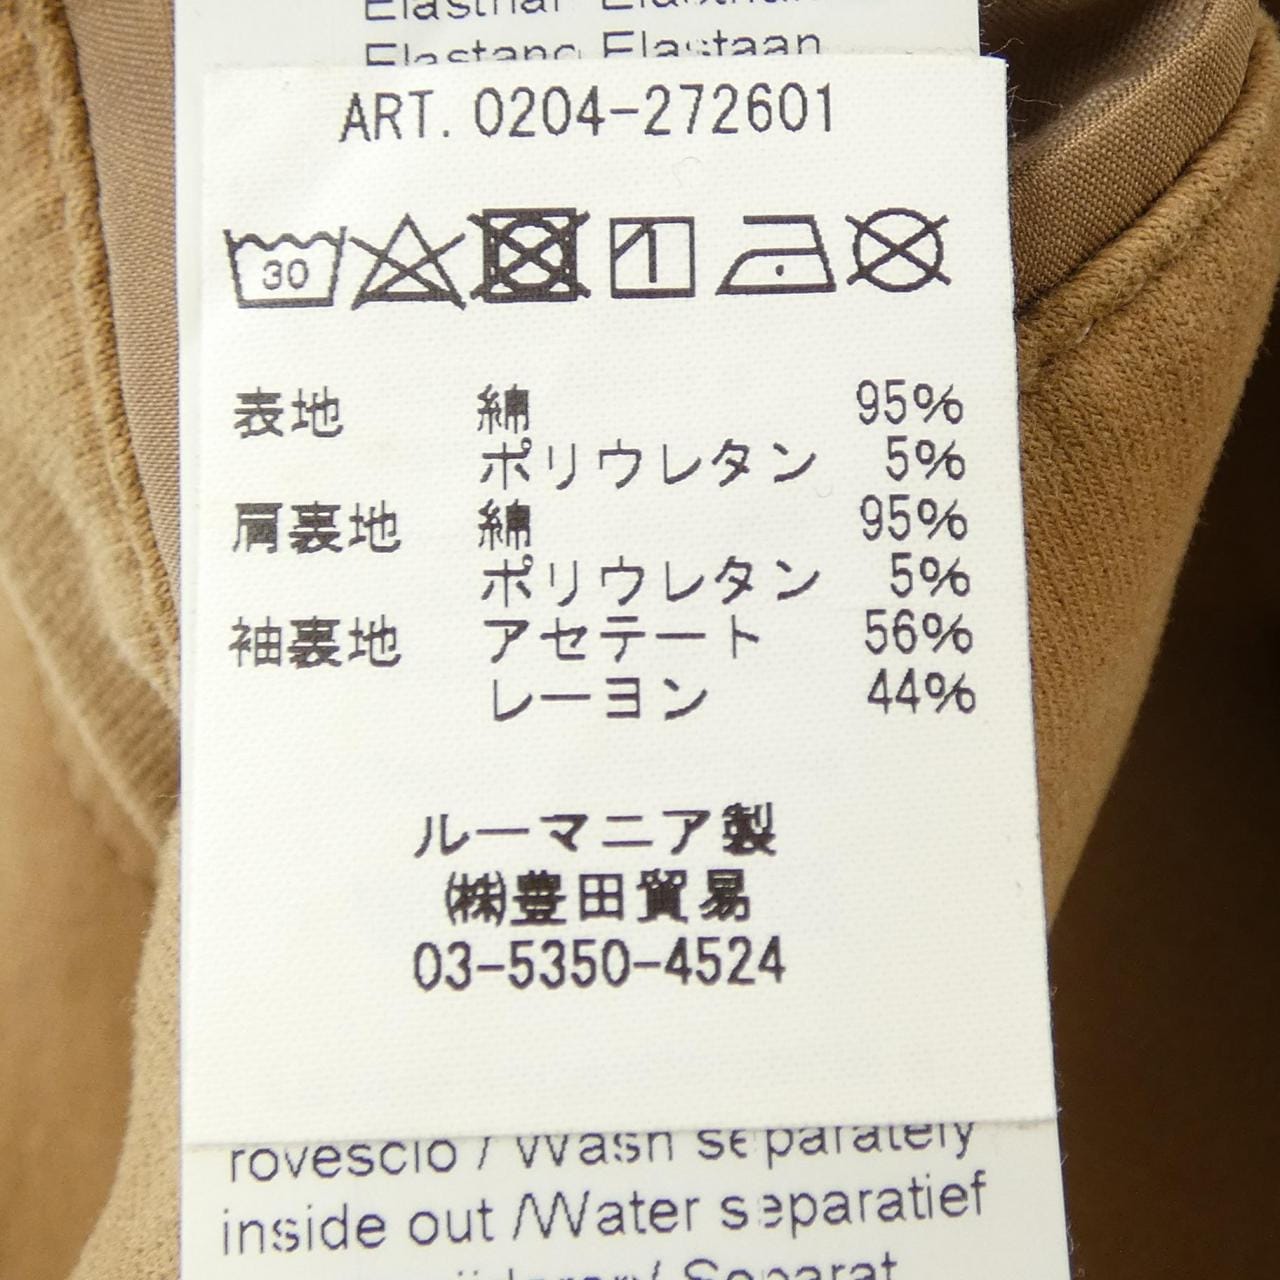 Elastane Elastaan
ART. 0204-272601
30
表地 綿 95%
ポリウレタン 5%
肩裏地 綿 95%
ポリウレタン 5%
袖裏地 アセテート 56%
レーヨン 44%
ルーマニア製
㈱豊田貿易
03-5350-4524
rovescio / Wash separately
inside out /Water separatief
Separat